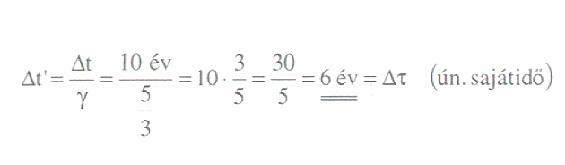 Δt' = Δt/γ = 10 év/(5/3) = 10 · 3/5 = 30/5 = 6 év = Δτ (ún. sajátidő)